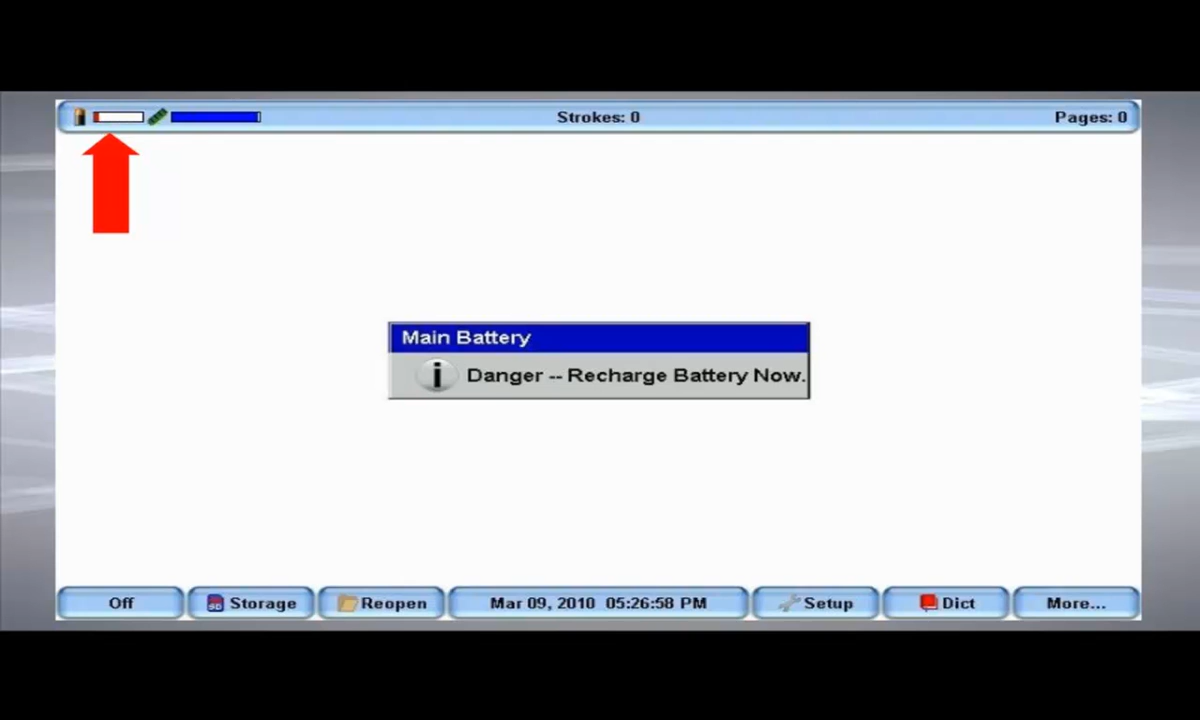 Strokes: 0
Pages: 0
Main Battery
i
Danger -- Recharge Battery Now.
Off
SD
Storage
Reopen
Mar 09, 2010 05:26:58 PM
Setup
Dict
More...